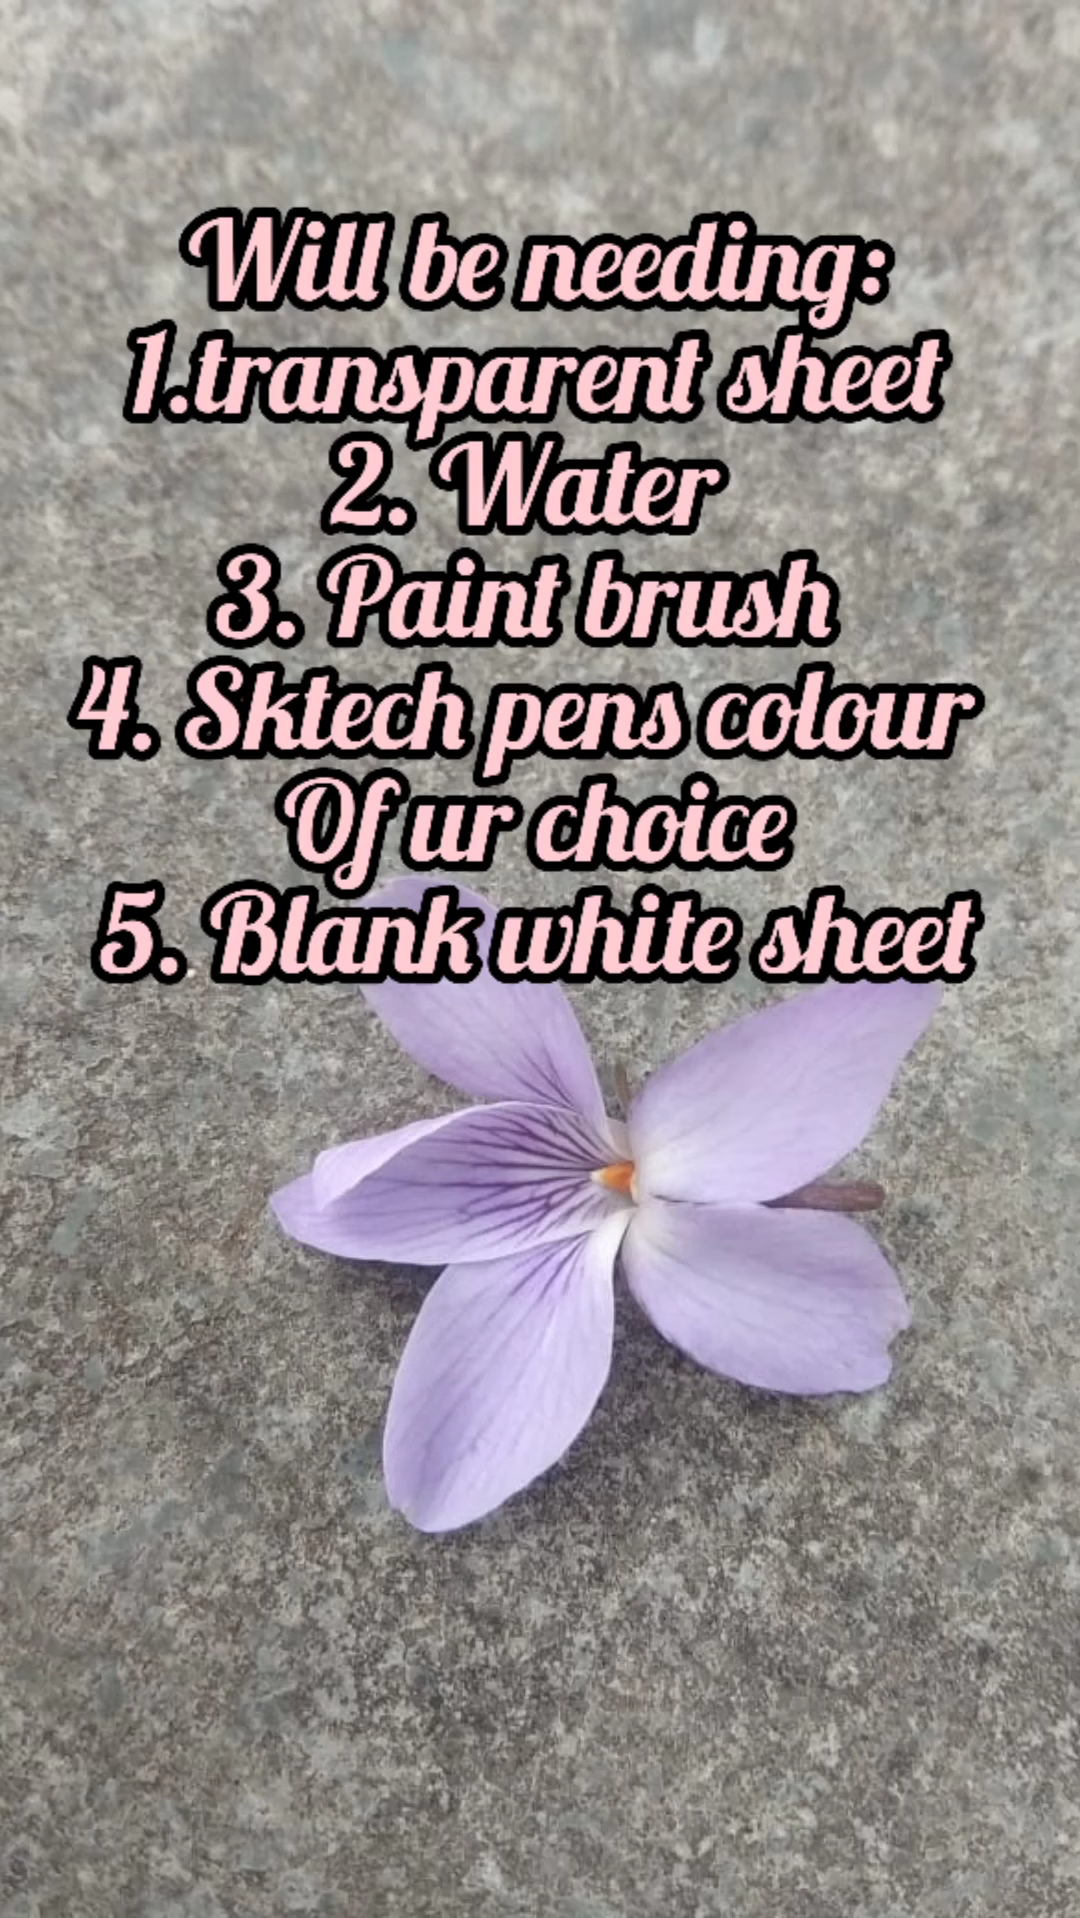 Will be needing:
1.transparent sheet
2. Water
3. Paint brush
4. Sktech pens colour
Of ur choice
5. Blank white sheet